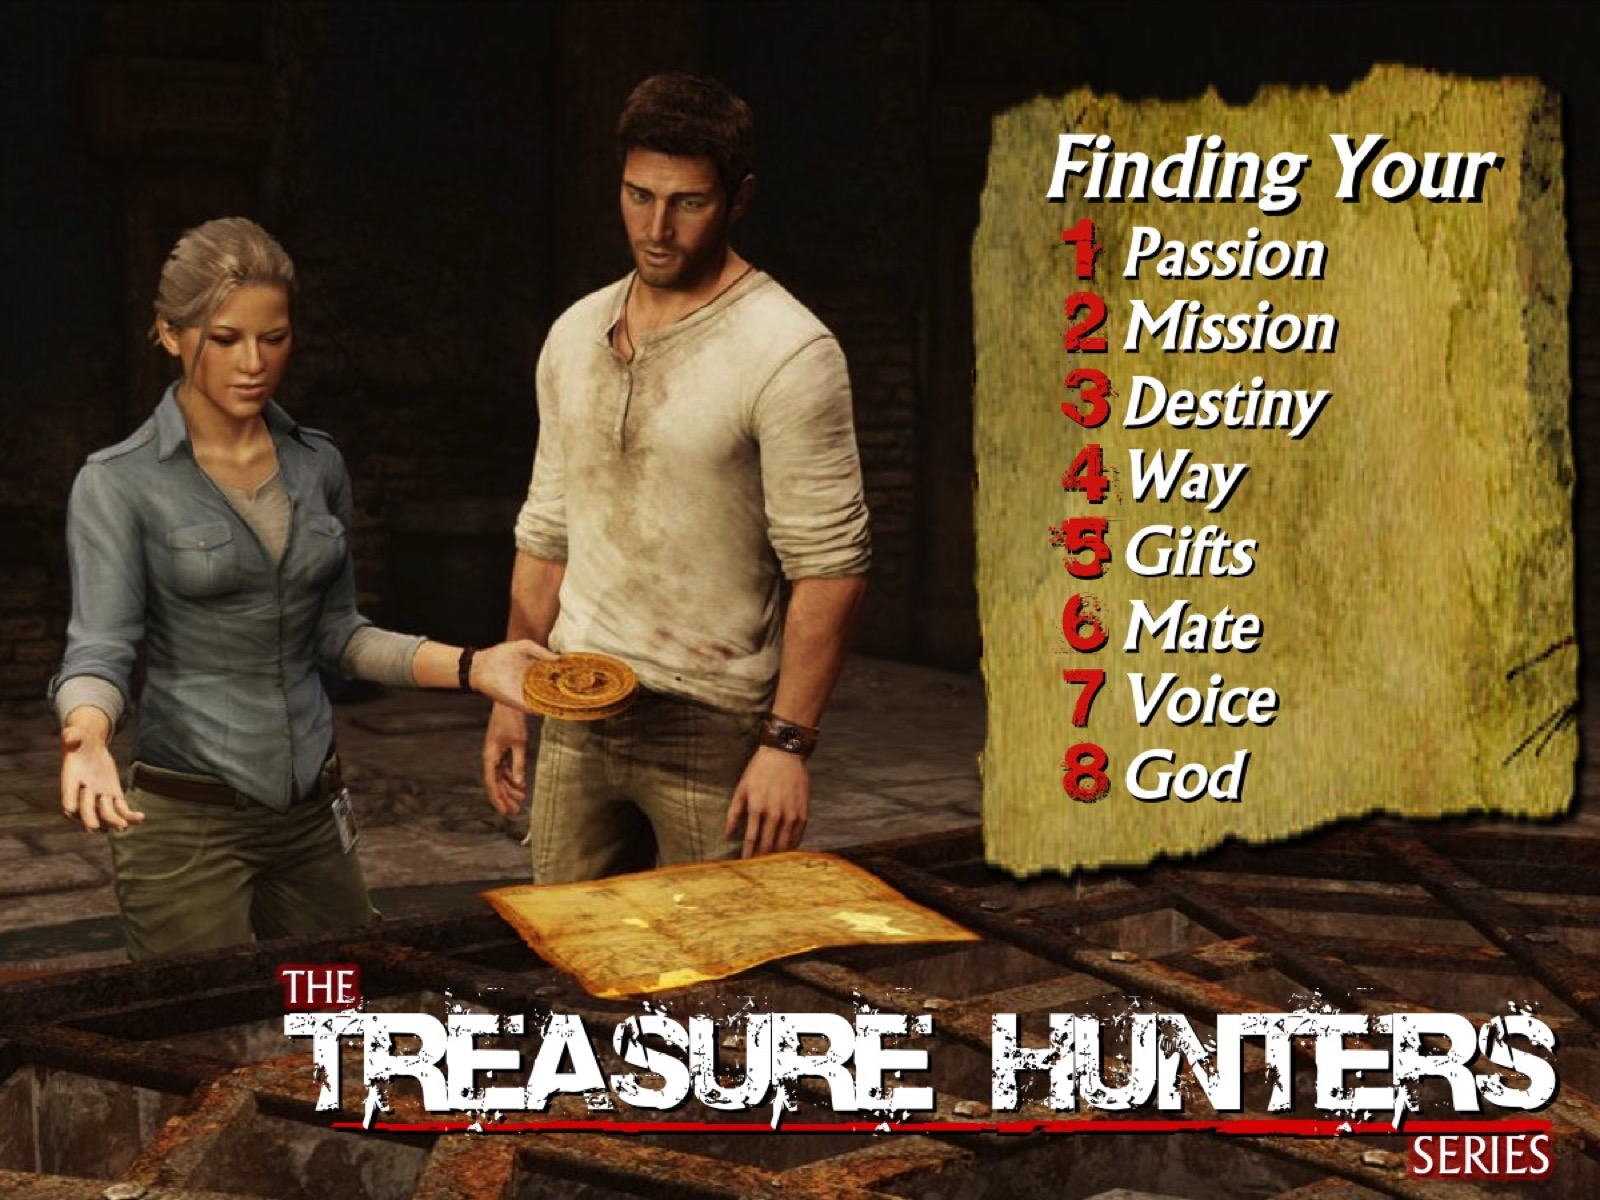 Finding Your
1 Passion
2 Mission
3 Destiny
4 Way
5 Gifts
6 Mate
7 Voice
8 God
THE
TREASURE HUNTERS
SERIES